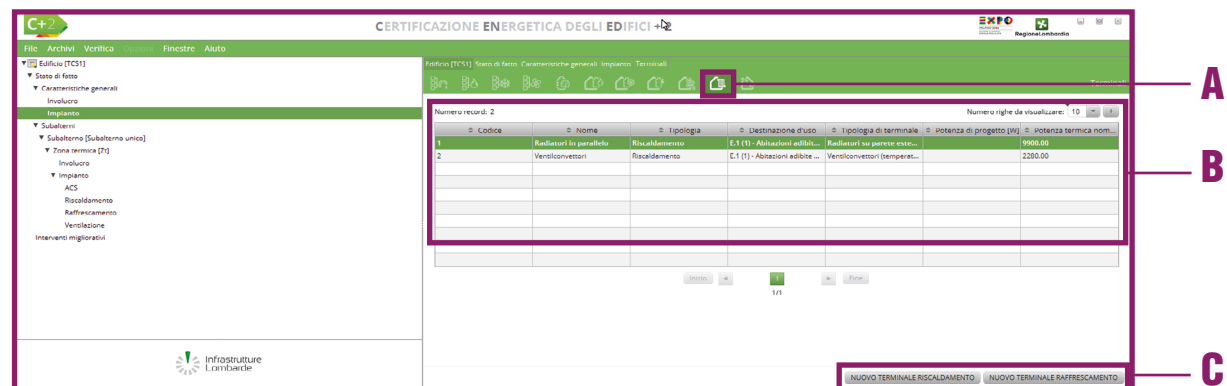 C+2
CERTIFICAZIONE ENERGETICA DEGLI EDIFICI +2
EXPO
RegioneLombardia
File Archivi Verifica Opzioni Finestre Aiuto
Edificio [TCS1]
Stato di fatto
Caratteristiche generali
Involucro
Impianto
Subalterni
Subalterno [Subalterno unico]
Zona termica [Zt]
Involucro
Impianto
ACS
Riscaldamento
Raffrescamento
Ventilazione
Interventi migliorativi
Infrastrutture
Lombarde
Edificio [TCS1] Stato di fatto Caratteristiche generali Impianto Terminali
Terminali
A
Numero record: 2 Numero righe da visualizzare: 10
Codice Nome Tipologia Destinazione d'uso Tipologia di terminale Potenza di progetto [W] Potenza termica nom...
1 Radiatori in parallelo Riscaldamento E.1 (1) - Abitazioni adibit... Radiatori su parete este... 9900.00
2 Ventilconvettori Riscaldamento E.1 (1) - Abitazioni adibite ... Ventilconvettori (temperat... 2280.00
B
Inizio 1 Fine
1/1
NUOVO TERMINALE RISCALDAMENTO NUOVO TERMINALE RAFFRESCAMENTO
C